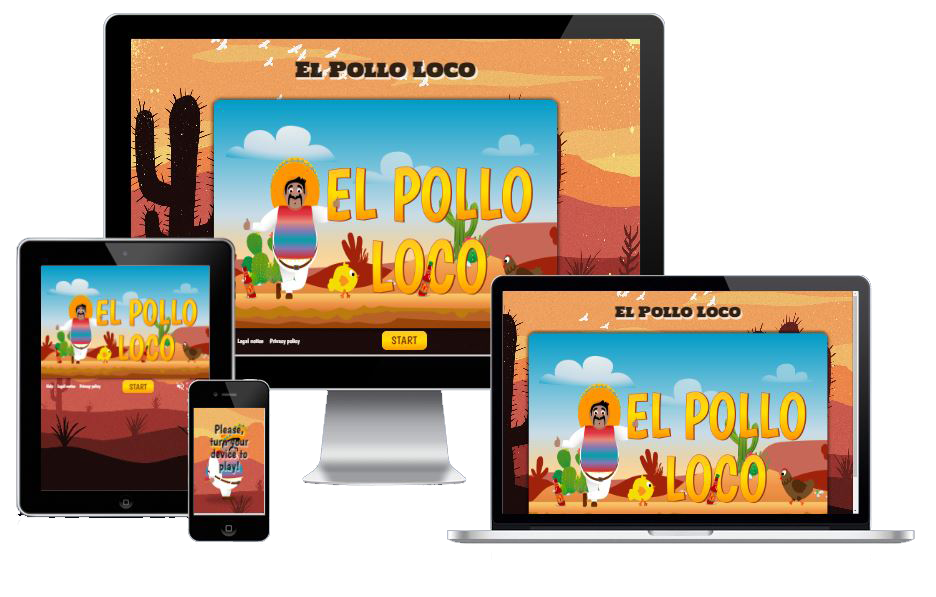 El Pollo Loco
EL POLLO
LOCO
Legal notice Privacy policy
START
EL POLLO
LOCO
Help Legal notice Privacy policy
START
Please,
turn your
device to
play!
El Pollo Loco
EL POLLO
LOCO